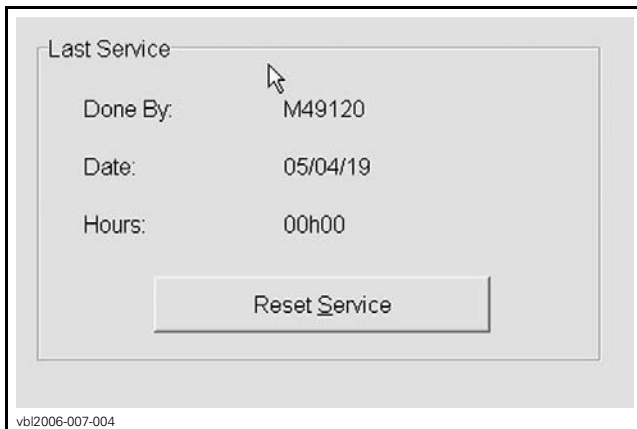 Last Service
Done By: M49120
Date: 05/04/19
Hours: 00h00
Reset Service
vbl2006-007-004